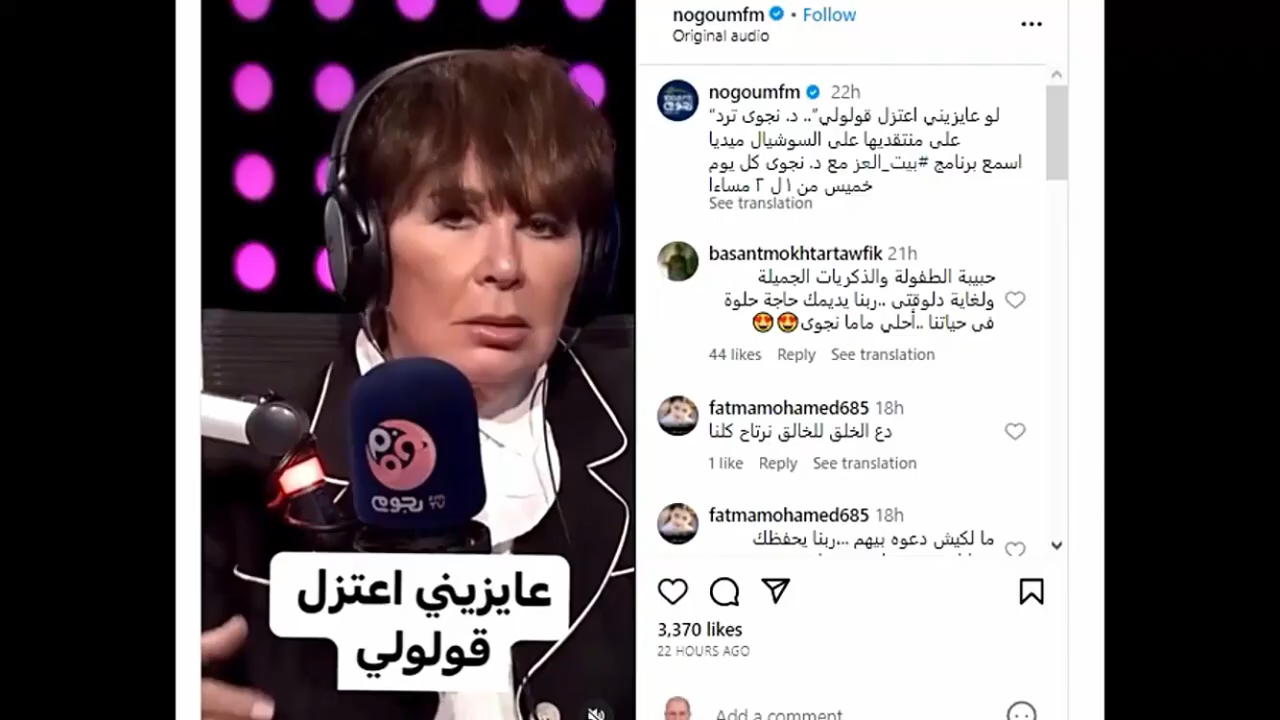 nogoumfm • Follow
Original audio
nogoumfm 22h
لو عايزيني اعتزل قولولي”.. د. نجوى ترد“
على منتقديها على السوشيال ميديا
اسمع برنامج #بيت_العز مع د. نجوى كل يوم
خميس من ١ ل ٢ مساءا
See translation
basantmokhtartawfik 21h
حبيبة الطفولة والذكريات الجميلة
ولغاية دلوقتى ..ربنا يديمك حاجة حلوة
فى حياتنا ..أحلي ماما نجوى😍😍
44 likes Reply See translation
fatmamohamed685 18h
دع الخلق للخالق نرتاح كلنا
1 like Reply See translation
fatmamohamed685 18h
ما لكيش دعوه بيهم ...ربنا يحفظك
3,370 likes
22 HOURS AGO
Add a comment
نجوم FM
عايزيني اعتزل
قولولي